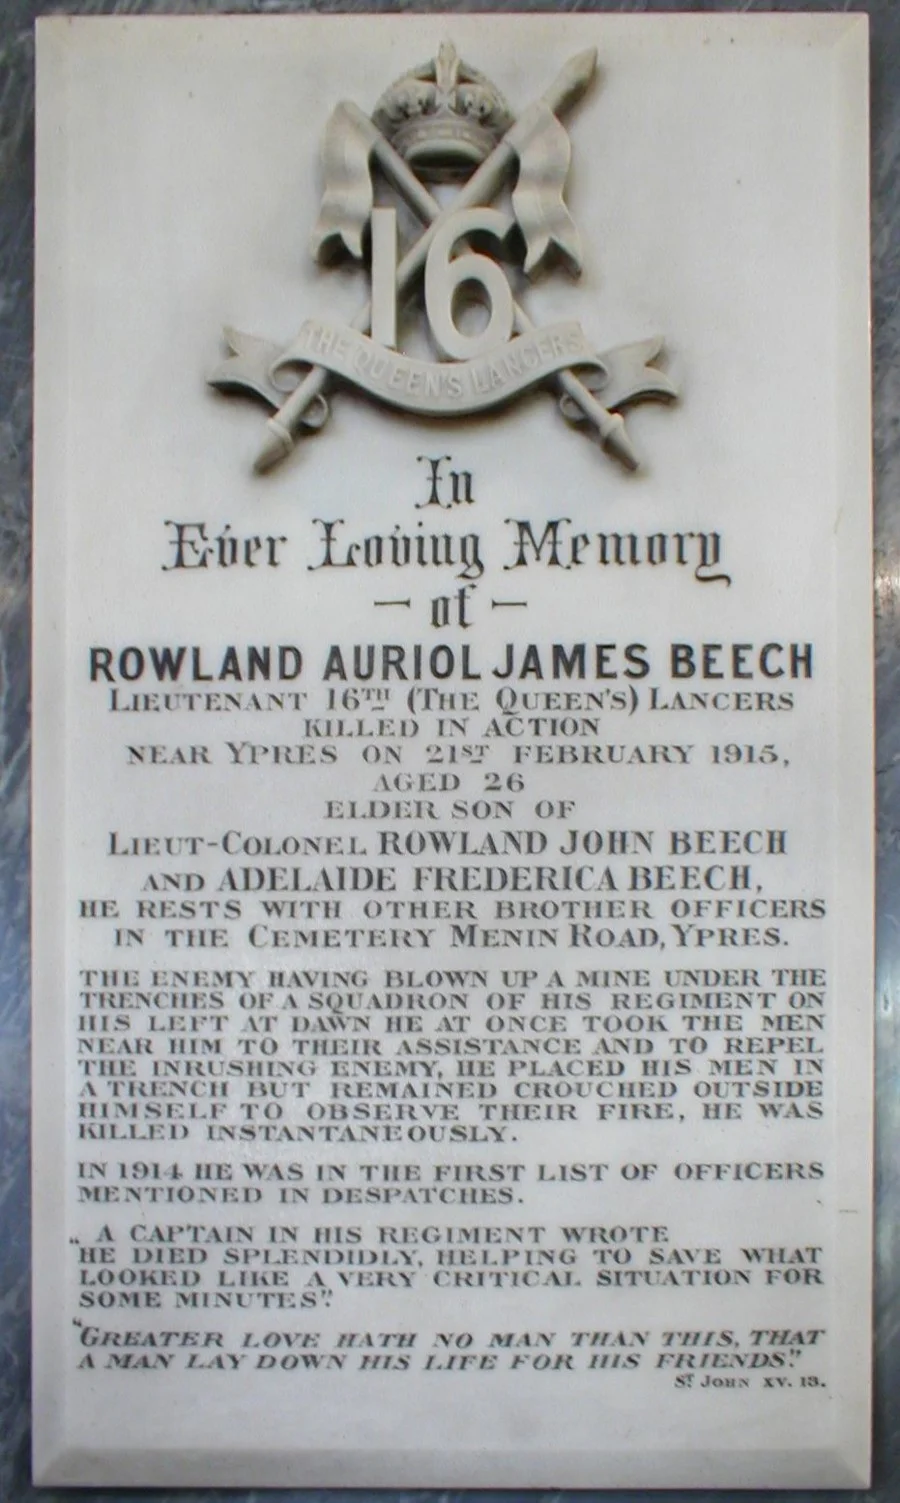 16
THE QUEEN'S LANCERS
In
Ever Loving Memory
— of —
ROWLAND AURIOL JAMES BEECH
LIEUTENANT 16TH (THE QUEEN'S) LANCERS
KILLED IN ACTION
NEAR YPRES ON 21ST FEBRUARY 1915,
AGED 26
ELDER SON OF
LIEUT-COLONEL ROWLAND JOHN BEECH
AND ADELAIDE FREDERICA BEECH,
HE RESTS WITH OTHER BROTHER OFFICERS
IN THE CEMETERY MENIN ROAD, YPRES.
THE ENEMY HAVING BLOWN UP A MINE UNDER THE
TRENCHES OF A SQUADRON OF HIS REGIMENT ON
HIS LEFT AT DAWN HE AT ONCE TOOK THE MEN
NEAR HIM TO THEIR ASSISTANCE AND TO REPEL
THE INRUSHING ENEMY, HE PLACED HIS MEN IN
A TRENCH BUT REMAINED CROUCHED OUTSIDE
HIMSELF TO OBSERVE THEIR FIRE, HE WAS
KILLED INSTANTANEOUSLY.
IN 1914 HE WAS IN THE FIRST LIST OF OFFICERS
MENTIONED IN DESPATCHES.
A CAPTAIN IN HIS REGIMENT WROTE
"HE DIED SPLENDIDLY, HELPING TO SAVE WHAT
LOOKED LIKE A VERY CRITICAL SITUATION FOR
SOME MINUTES".
"GREATER LOVE HATH NO MAN THAN THIS, THAT
A MAN LAY DOWN HIS LIFE FOR HIS FRIENDS."
ST JOHN XV. 13.